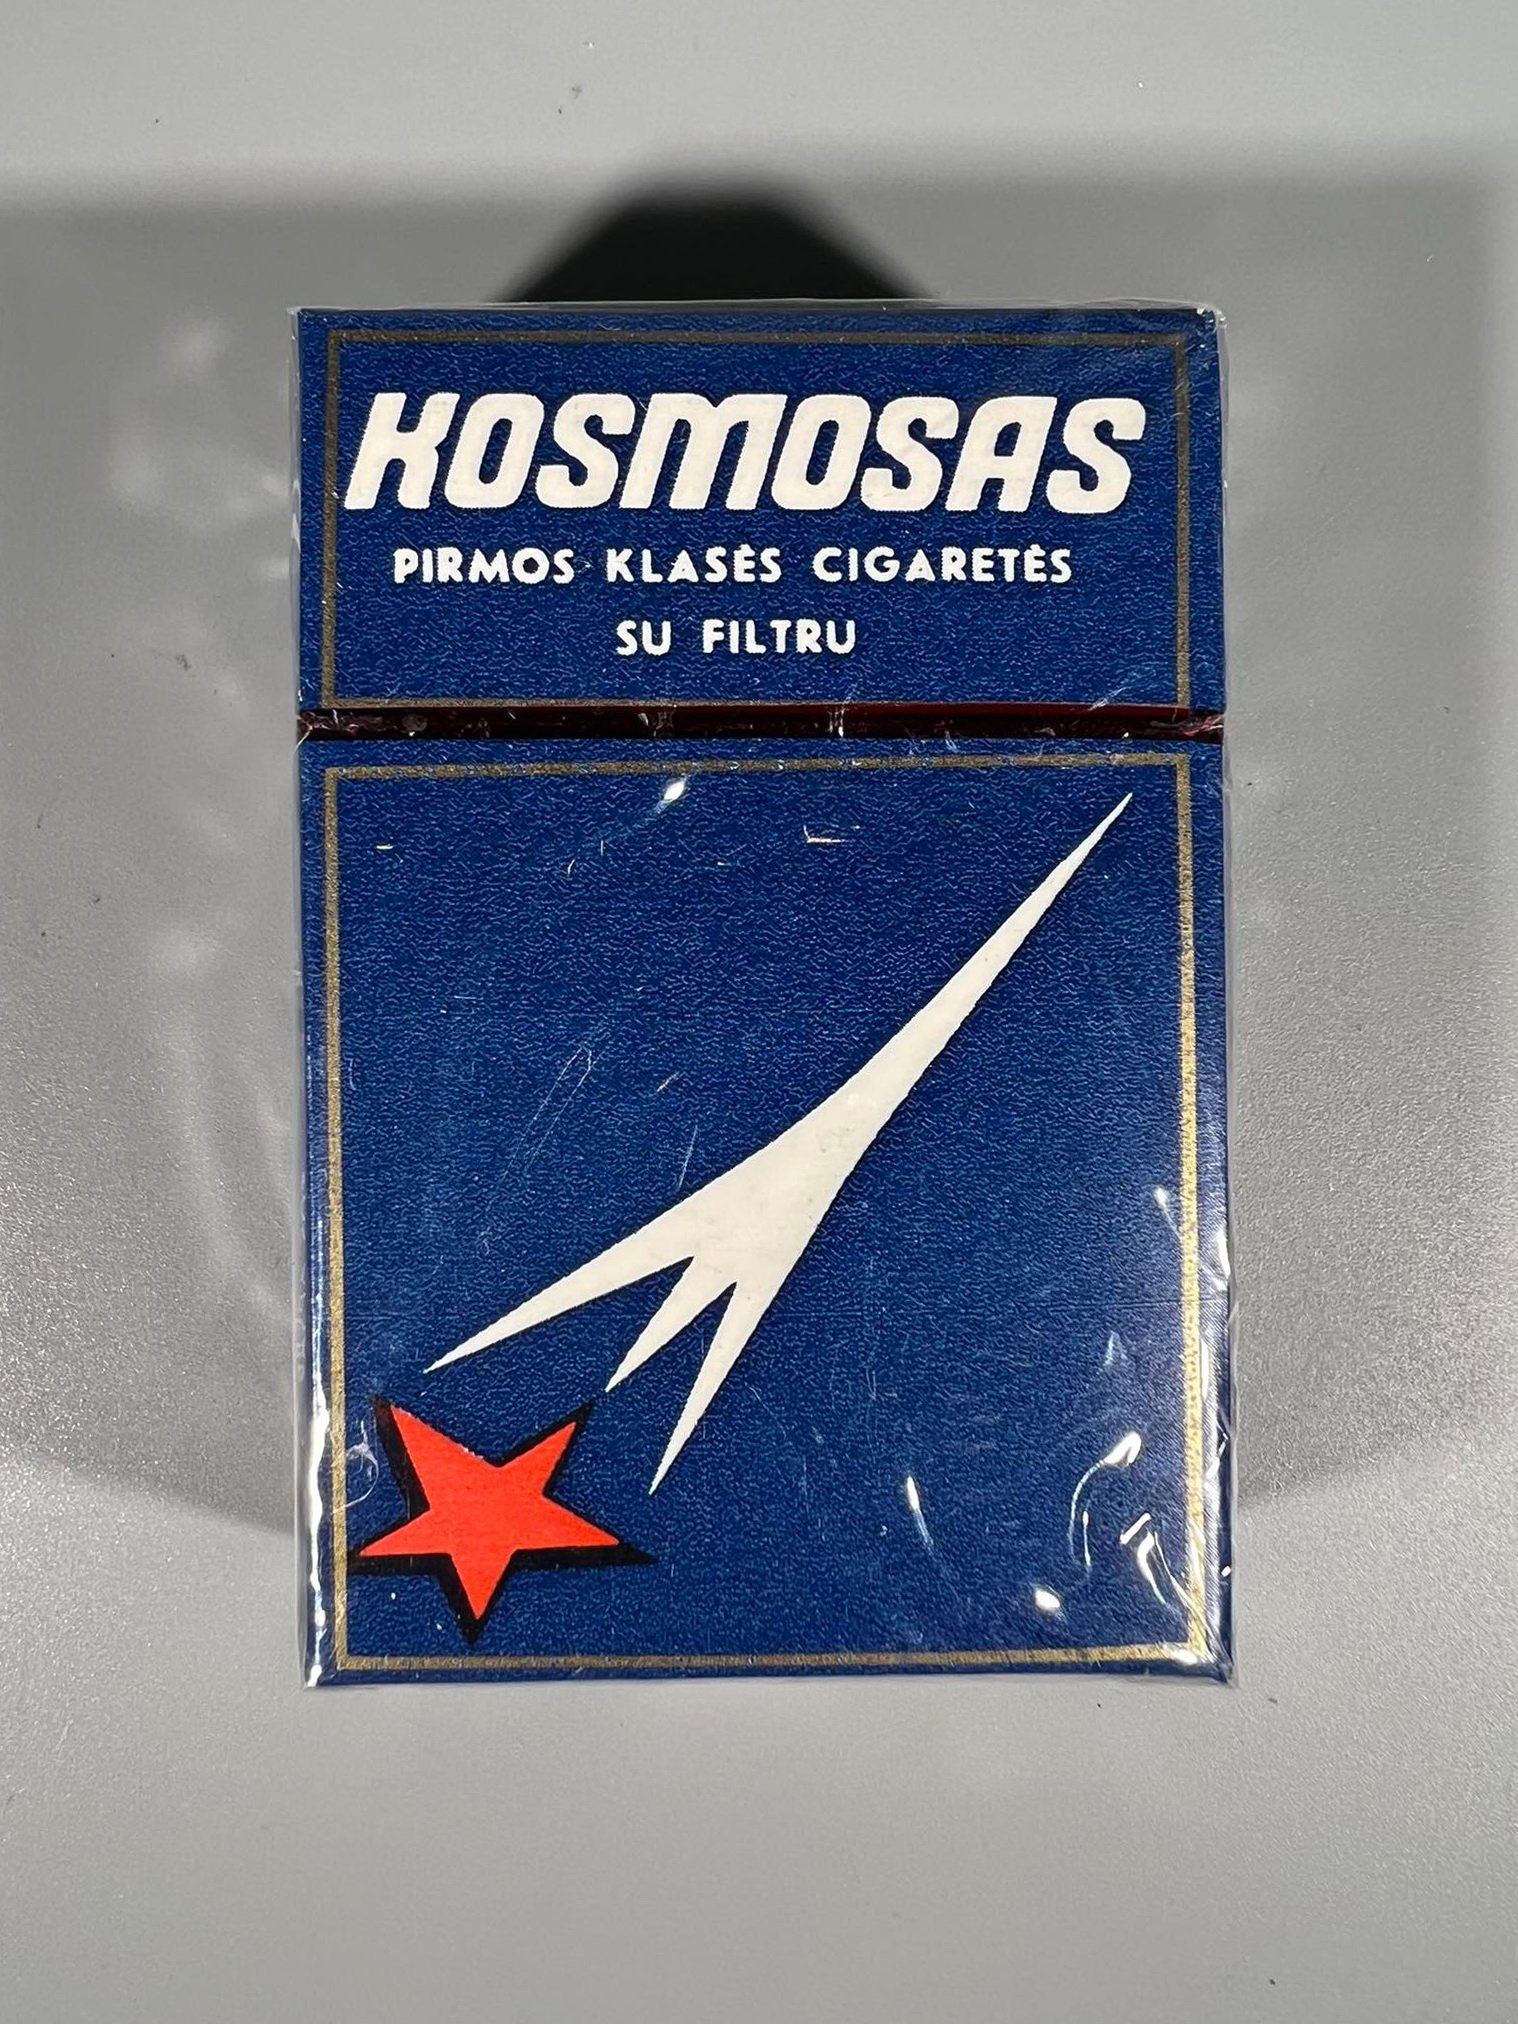 KOSMOSAS
PIRMOS KLASĖS CIGARETĖS
SU FILTRU